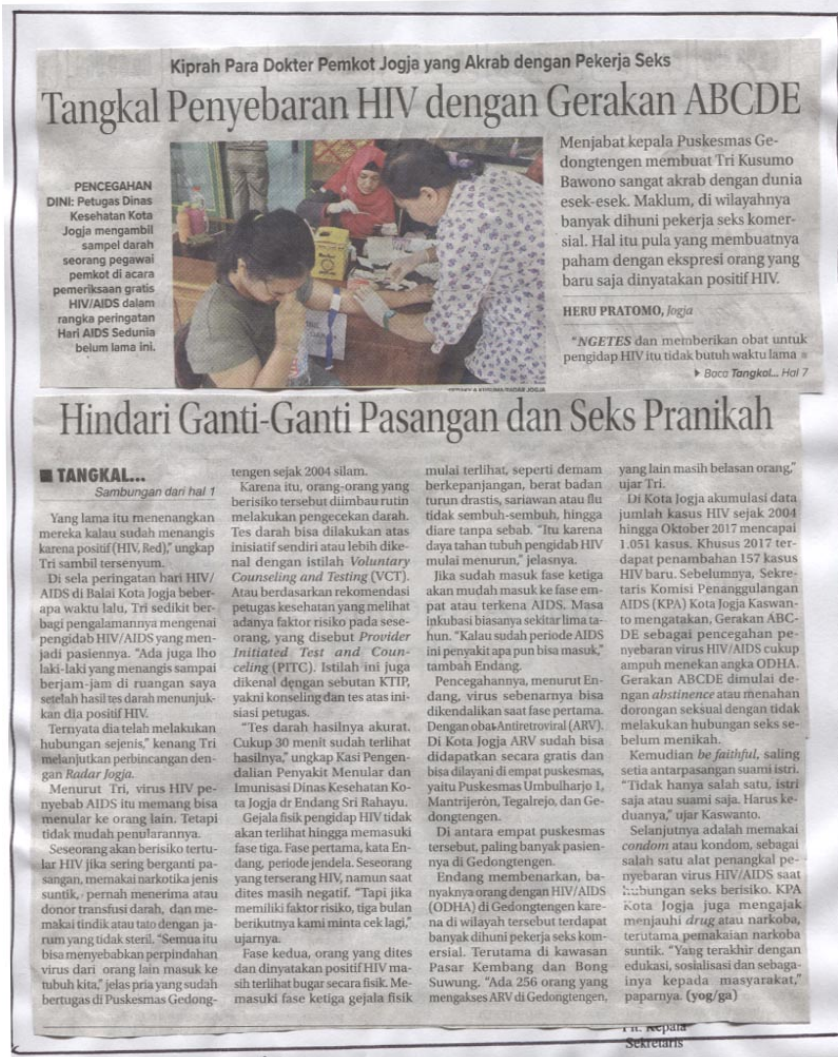 Kiprah Para Dokter Pemkot Jogja yang Akrab dengan Pekerja Seks
Tangkal Penyebaran HIV dengan Gerakan ABCDE
PENCEGAHAN
DINI: Petugas Dinas
Kesehatan Kota
Jogja mengambil
sampel darah
seorang pegawai
pemkot di acara
pemeriksaan gratis
HIV/AIDS dalam
rangka peringatan
Hari AIDS Sedunia
belum lama ini.
Menjabat kepala Puskesmas Ge-
dongtengen membuat Tri Kusumo
Bawono sangat akrab dengan dunia
esek-esek. Maklum, di wilayahnya
banyak dihuni pekerja seks komer-
sial. Hal itu pula yang membuatnya
paham dengan ekspresi orang yang
baru saja dinyatakan positif HIV.
HERU PRATOMO, Jogja
"NGETES dan memberikan obat untuk
pengidap HIV itu tidak butuh waktu lama
Baca Tangkal... Hal 7
Hindari Ganti-Ganti Pasangan dan Seks Pranikah
TANGKAL...
Sambungan dari hal 1
Yang lama itu menenangkan
mereka kalau sudah menangis
karena positif (HIV, Red)," ungkap
Tri sambil tersenyum.
Di sela peringatan hari HIV/
AIDS di Balai Kota Jogja beber-
apa waktu lalu, Tri sedikit ber-
bagi pengalamannya mengenai
pengidab HIV/AIDS yang men-
jadi pasiennya. "Ada juga lho
laki-laki yang menangis sampai
berjam-jam di ruangan saya
setelah hasil tes darah menunjuk-
kan dia positif HIV.
Ternyata dia telah melakukan
hubungan sejenis," kenang Tri
melanjutkan perbincangan den-
gan Radar Jogja.
Menurut Tri, virus HIV pe-
nyebab AIDS itu memang bisa
menular ke orang lain. Tetapi
tidak mudah penularannya.
Seseorang akan berisiko tertu-
lar HIV jika sering berganti pa-
sangan, memakai narkotika jenis
suntik, pernah menerima atau
donor transfusi darah, dan me-
makai tindik atau tato dengan ja-
rum yang tidak steril. "Semua itu
bisa menyebabkan perpindahan
virus dari orang lain masuk ke
tubuh kita," jelas pria yang sudah
bertugas di Puskesmas Gedong-
tengen sejak 2004 silam.
Karena itu, orang-orang yang
berisiko tersebut diimbau rutin
melakukan pengecekan darah.
Tes darah bisa dilakukan atas
inisiatif sendiri atau lebih dike-
nal dengan istilah Voluntary
Counseling and Testing (VCT).
Atau berdasarkan rekomendasi
petugas kesehatan yang melihat
adanya faktor risiko pada sese-
orang, yang disebut Provider
Initiated Test and Coun-
celing (PITC). Istilah ini juga
dikenal dengan sebutan KTIP,
yakni konseling dan tes atas ini-
siasi petugas.
"Tes darah hasilnya akurat.
Cukup 30 menit sudah terlihat
hasilnya," ungkap Kasi Pengen-
dalian Penyakit Menular dan
Imunisasi Dinas Kesehatan Ko-
ta Jogja dr Endang Sri Rahayu.
Gejala fisik pengidap HIV tidak
akan terlihat hingga memasuki
fase tiga. Fase pertama, kata En-
dang, periode jendela. Seseorang
yang terserang HIV, namun saat
dites masih negatif. "Tapi jika
memiliki faktor risiko, tiga bulan
berikutnya kami minta cek lagi,"
ujarnya.
Fase kedua, orang yang dites
dan dinyatakan positif HIV ma-
sih terlihat bugar secara fisik. Me-
masuki fase ketiga gejala fisik
mulai terlihat, seperti demam
berkepanjangan, berat badan
turun drastis, sariawan atau flu
tidak sembuh-sembuh, hingga
diare tanpa sebab. "Itu karena
daya tahan tubuh pengidab HIV
mulai menurun," jelasnya.
Jika sudah masuk fase ketiga
akan mudah masuk ke fase em-
pat atau terkena AIDS. Masa
inkubasi biasanya sekitar lima ta-
hun. "Kalau sudah periode AIDS
ini penyakit apa pun bisa masuk,"
tambah Endang.
Pencegahannya, menurut En-
dang, virus sebenarnya bisa
dikendalikan saat fase pertama.
Dengan obat Antiretroviral (ARV).
Di Kota Jogja ARV sudah bisa
didapatkan secara gratis dan
bisa dilayani di empat puskesmas,
yaitu Puskesmas Umbulharjo 1,
Mantrijeron, Tegalrejo, dan Ge-
dongtengen.
Di antara empat puskesmas
tersebut, paling banyak pasien-
nya di Gedongtengen.
Endang membenarkan, ba-
nyaknya orang dengan HIV/AIDS
(ODHA) di Gedongtengen kare-
na di wilayah tersebut terdapat
banyak dihuni pekerja seks kom-
ersial. Terutama di kawasan
Pasar Kembang dan Bong
Suwung. "Ada 256 orang yang
mengakses ARV di Gedongtengen,
yang lain masih belasan orang,"
ujar Tri.
Di Kota Jogja akumulasi data
jumlah kasus HIV sejak 2004
hingga Oktober 2017 mencapai
1.051 kasus. Khusus 2017 ter-
dapat penambahan 157 kasus
HIV baru. Sebelumnya, Sekre-
taris Komisi Penanggulangan
AIDS (KPA) Kota Jogja Kaswan-
to mengatakan, Gerakan ABC-
DE sebagai pencegahan pe-
nyebaran virus HIV/AIDS cukup
ampuh menekan angka ODHA.
Gerakan ABCDE dimulai de-
ngan abstinence atau menahan
dorongan seksual dengan tidak
melakukan hubungan seks se-
belum menikah.
Kemudian be faithful, saling
setia antarpasangan suami istri.
"Tidak hanya salah satu, istri
saja atau suami saja. Harus ke-
duanya," ujar Kaswanto.
Selanjutnya adalah memakai
condom atau kondom, sebagai
salah satu alat penangkal pe-
nyebaran virus HIV/AIDS saat
hubungan seks berisiko. KPA
Kota Jogja juga mengajak
menjauhi drug atau narkoba,
terutama pemakaian narkoba
suntik. "Yang terakhir dengan
edukasi, sosialisasi dan sebaga-
inya kepada masyarakat,"
paparnya. (yog/ga)
Kepala
Sekretaris